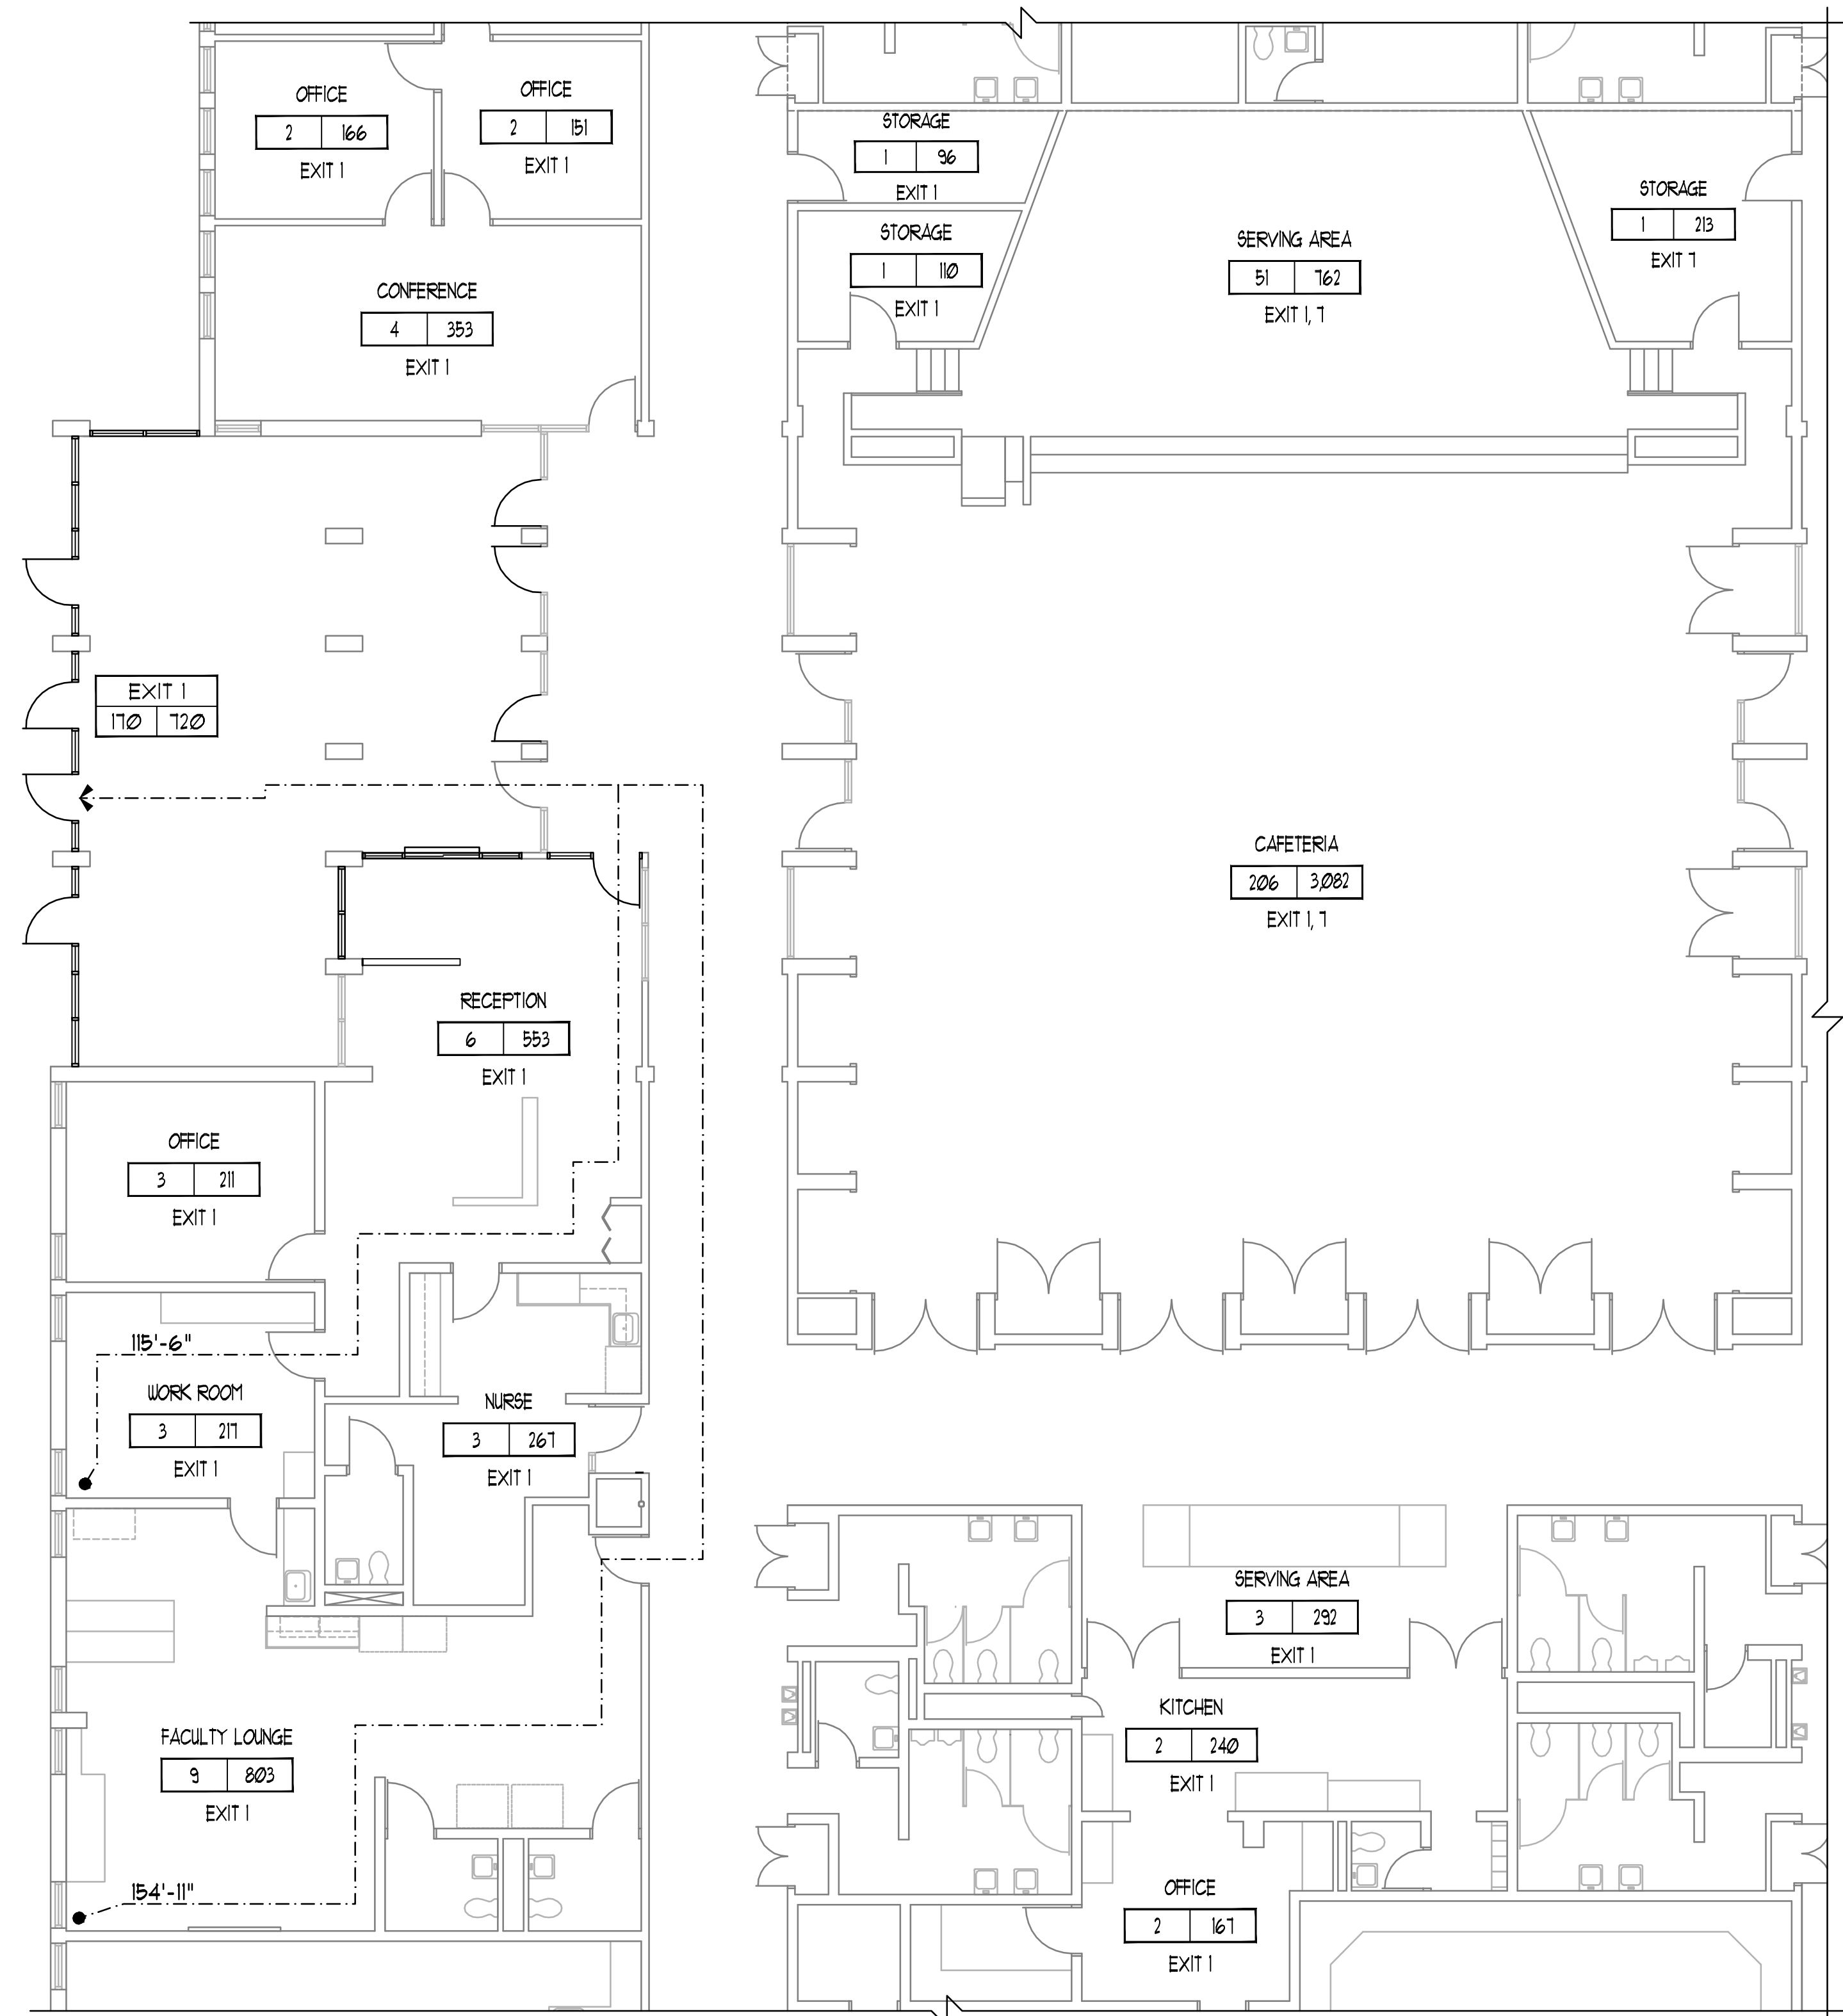 OFFICE
2 166
EXIT 1
OFFICE
2 151
EXIT 1
STORAGE
1 96
EXIT 1
STORAGE
1 110
EXIT 1
SERVING AREA
51 762
EXIT 1, 7
STORAGE
1 213
EXIT 7
CONFERENCE
4 353
EXIT 1
EXIT 1
170 720
CAFETERIA
206 3,082
EXIT 1, 7
RECEPTION
6 553
EXIT 1
OFFICE
3 211
EXIT 1
115'-6"
WORK ROOM
3 217
EXIT 1
NURSE
3 267
EXIT 1
SERVING AREA
3 292
EXIT 1
KITCHEN
2 240
EXIT 1
FACULTY LOUNGE
9 803
EXIT 1
154'-11"
OFFICE
2 167
EXIT 1